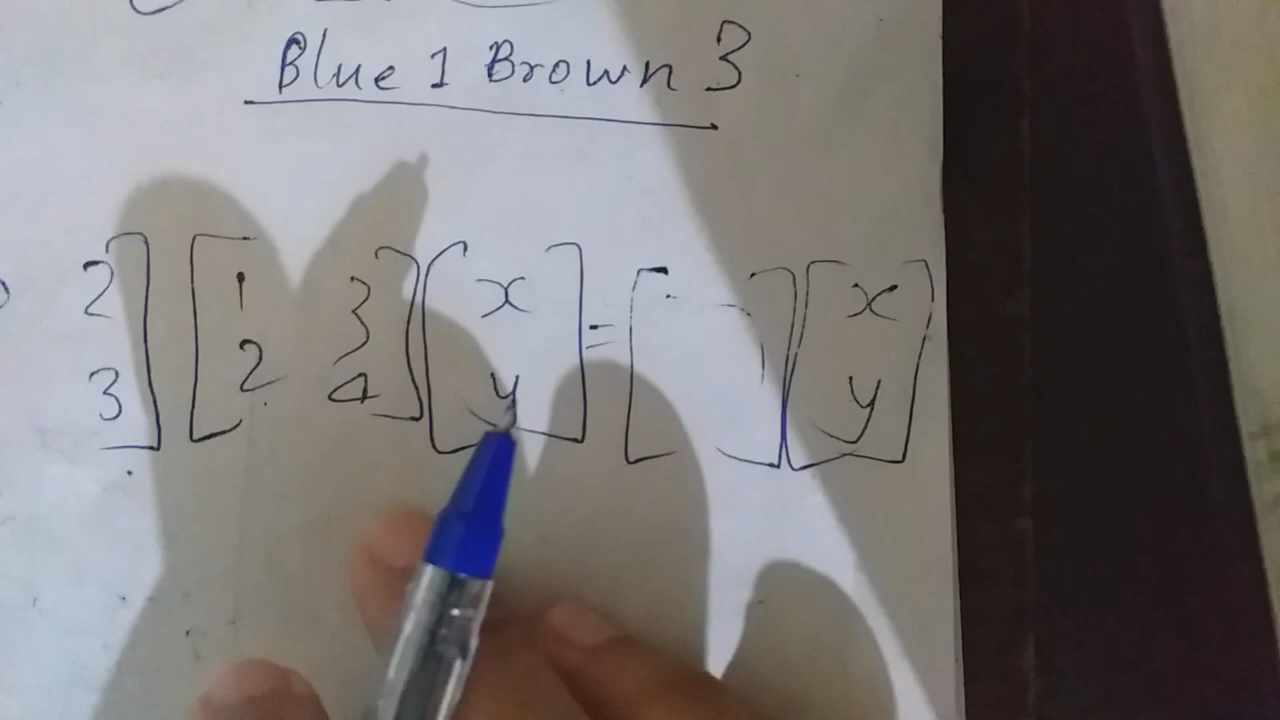 Blue 1 Brown 3
2] [1 3] [x] = [ ] [x]
3] [2 4] [y] [ ] [y]